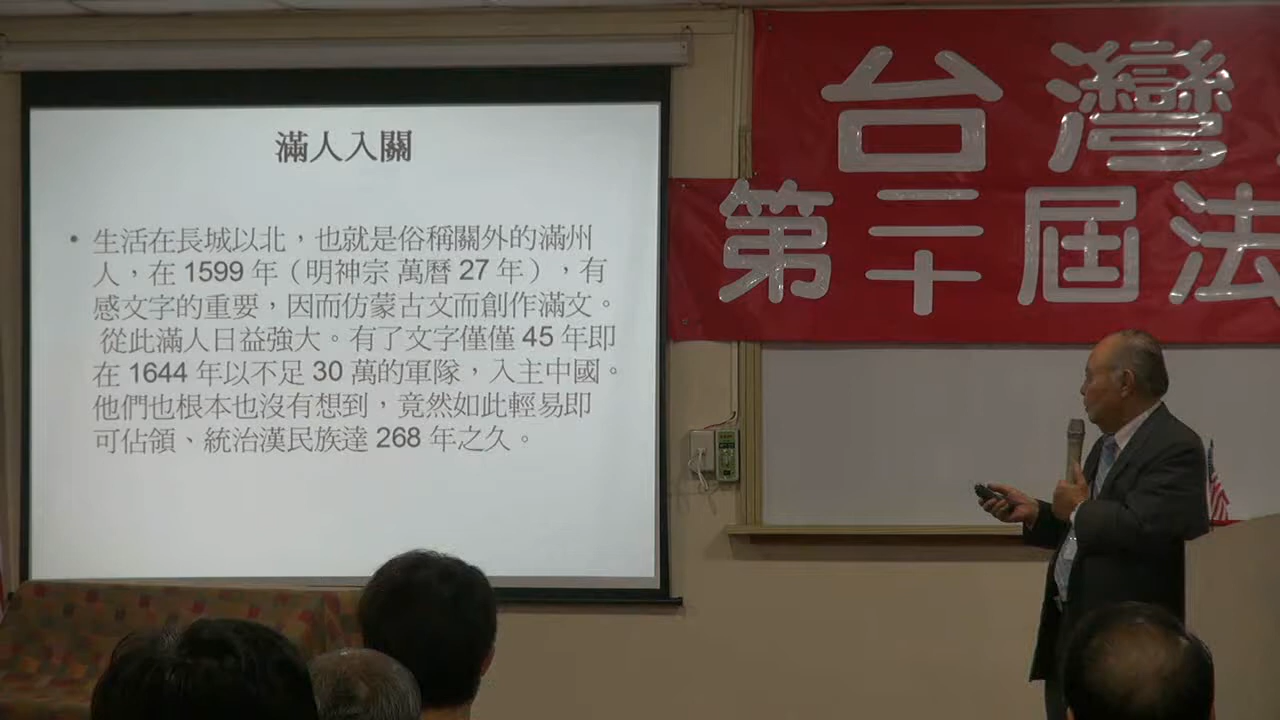 滿人入關
• 生活在長城以北，也就是俗稱關外的滿州
人，在 1599 年（明神宗 萬曆 27 年），有
感文字的重要，因而仿蒙古文而創作滿文。
從此滿人日益強大。有了文字僅僅 45 年即
在 1644 年以不足 30 萬的軍隊，入主中國。
他們也根本也沒有想到，竟然如此輕易即
可佔領、統治漢民族達 268 年之久。
台灣
第二十屆法